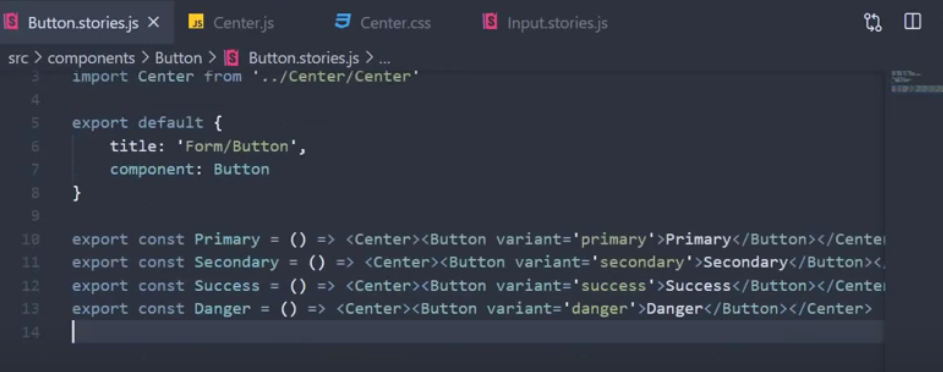 Button.stories.js
JS Center.js
Center.css
Input.stories.js
src > components > Button > Button.stories.js > ...
3 import Center from '../Center/Center'
4
5 export default {
6 title: 'Form/Button',
7 component: Button
8 }
9
10 export const Primary = () => <Center><Button variant='primary'>Primary</Button></Center
11 export const Secondary = () => <Center><Button variant='secondary'>Secondary</Button></
12 export const Success = () => <Center><Button variant='success'>Success</Button></Center
13 export const Danger = () => <Center><Button variant='danger'>Danger</Button></Center>
14